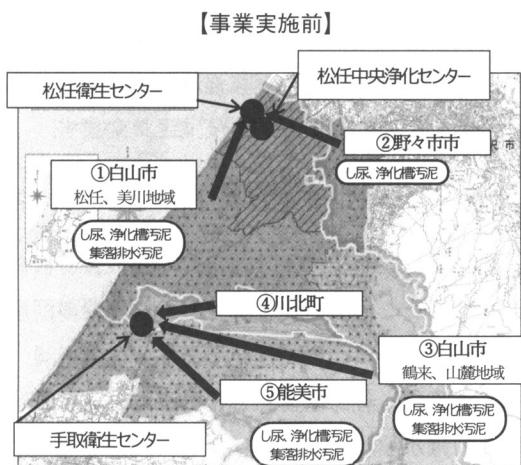 【事業実施前】
松任衛生センター
松任中央浄化センター
②野々市市
沢市
し尿、浄化槽汚泥
①白山市
松任、美川地域
し尿、浄化槽汚泥
集落排水汚泥
④川北町
③白山市
鶴来、山麓地域
し尿、浄化槽汚泥
集落排水汚泥
⑤能美市
し尿、浄化槽汚泥
集落排水汚泥
手取衛生センター